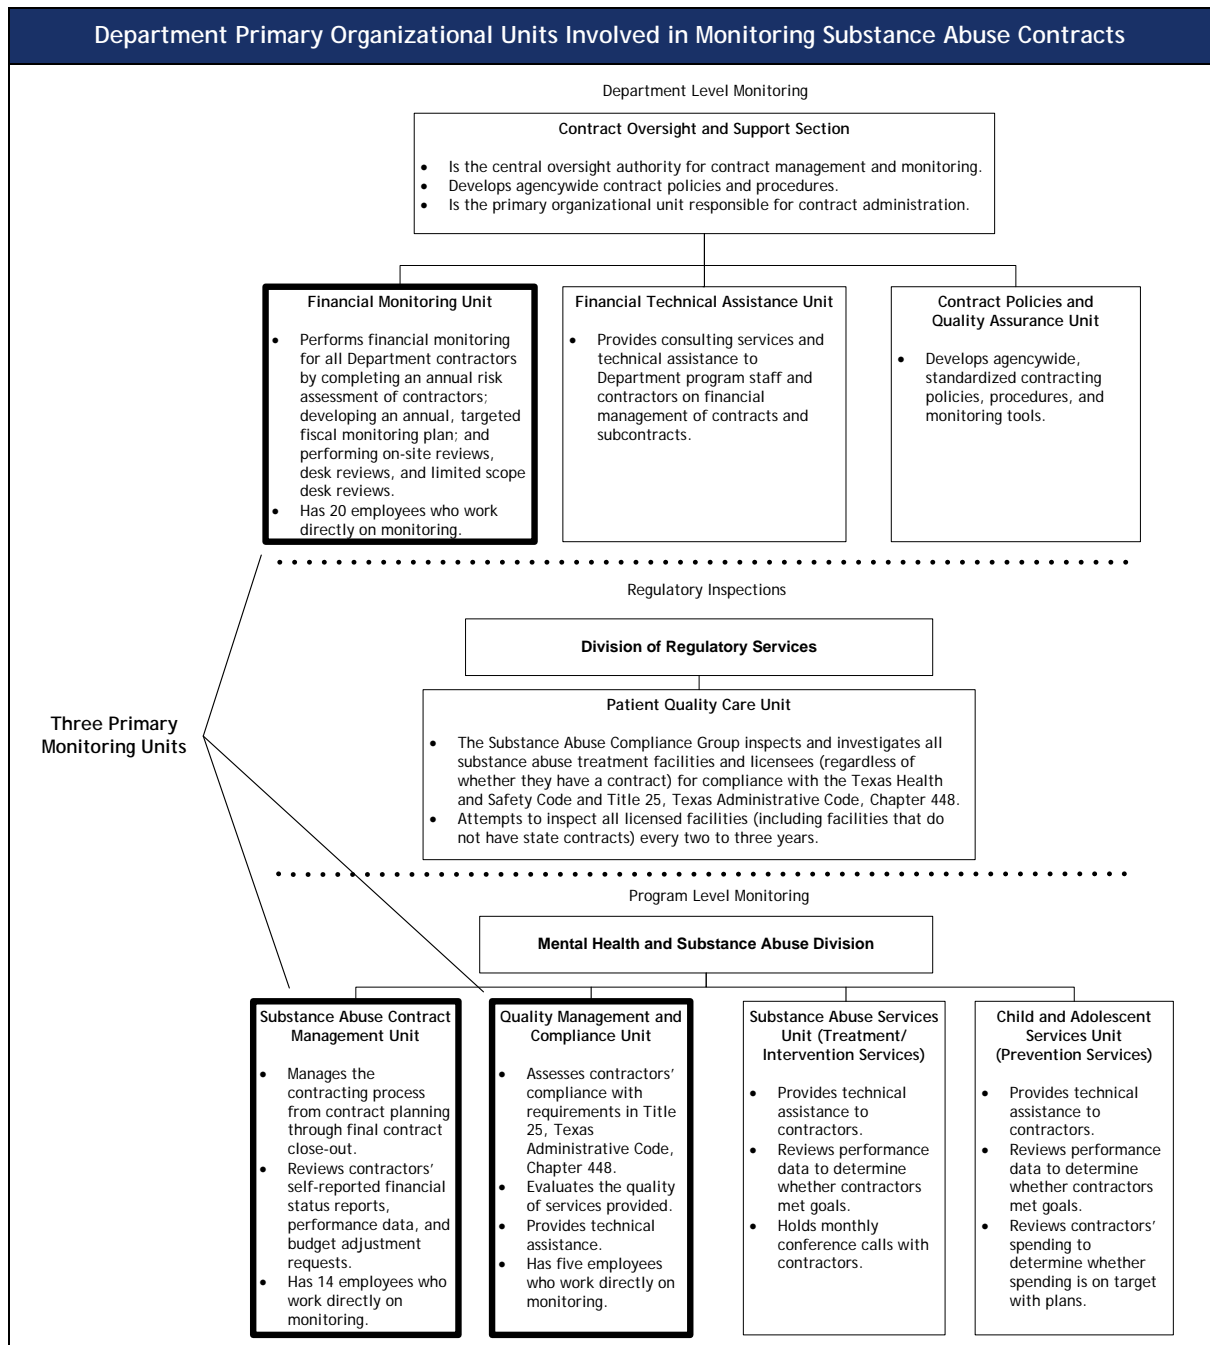 Department Primary Organizational Units Involved in Monitoring Substance Abuse Contracts
Department Level Monitoring
Contract Oversight and Support Section
• Is the central oversight authority for contract management and monitoring.
• Develops agencywide contract policies and procedures.
• Is the primary organizational unit responsible for contract administration.
Financial Monitoring Unit
• Performs financial monitoring
for all Department contractors
by completing an annual risk
assessment of contractors;
developing an annual, targeted
fiscal monitoring plan; and
performing on-site reviews,
desk reviews, and limited scope
desk reviews.
• Has 20 employees who work
directly on monitoring.
Financial Technical Assistance Unit
• Provides consulting services and
technical assistance to
Department program staff and
contractors on financial
management of contracts and
subcontracts.
Contract Policies and
Quality Assurance Unit
• Develops agencywide,
standardized contracting
policies, procedures, and
monitoring tools.
Regulatory Inspections
Division of Regulatory Services
Patient Quality Care Unit
• The Substance Abuse Compliance Group inspects and investigates all
substance abuse treatment facilities and licensees (regardless of
whether they have a contract) for compliance with the Texas Health
and Safety Code and Title 25, Texas Administrative Code, Chapter 448.
• Attempts to inspect all licensed facilities (including facilities that do
not have state contracts) every two to three years.
Three Primary
Monitoring Units
Program Level Monitoring
Mental Health and Substance Abuse Division
Substance Abuse Contract
Management Unit
• Manages the
contracting process
from contract planning
through final contract
close-out.
• Reviews contractors'
self-reported financial
status reports,
performance data, and
budget adjustment
requests.
• Has 14 employees who
work directly on
monitoring.
Quality Management and
Compliance Unit
• Assesses contractors'
compliance with
requirements in Title
25, Texas
Administrative Code,
Chapter 448.
• Evaluates the quality
of services provided.
• Provides technical
assistance.
• Has five employees
who work directly on
monitoring.
Substance Abuse Services
Unit (Treatment/
Intervention Services)
• Provides technical
assistance to
contractors.
• Reviews performance
data to determine
whether contractors
met goals.
• Holds monthly
conference calls with
contractors.
Child and Adolescent
Services Unit
(Prevention Services)
• Provides technical
assistance to
contractors.
• Reviews performance
data to determine
whether contractors
met goals.
• Reviews contractors'
spending to
determine whether
spending is on target
with plans.